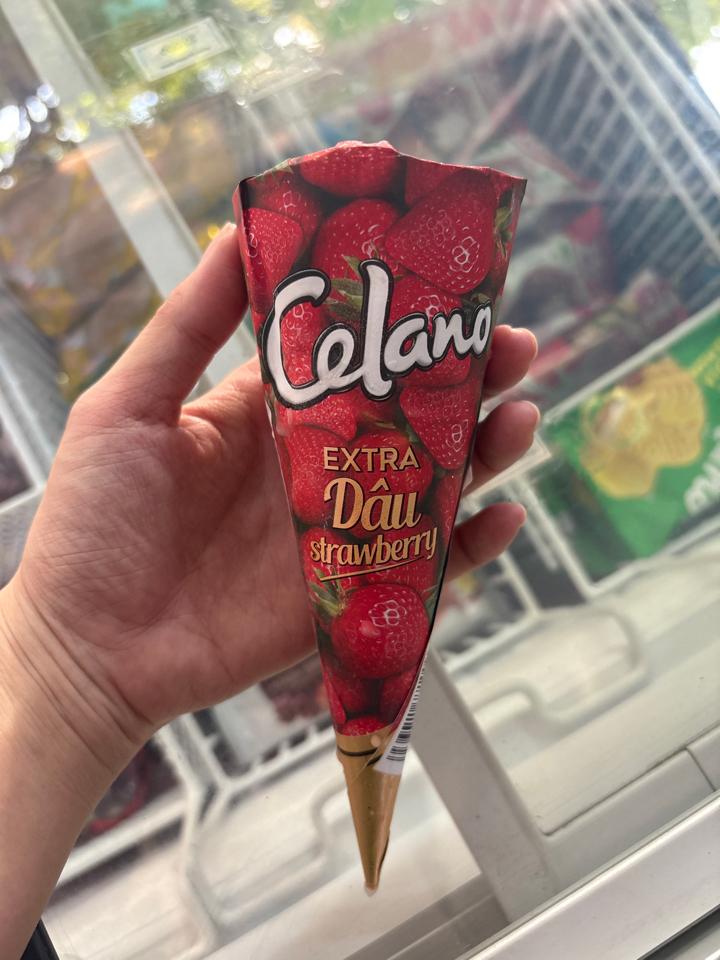 Celano
EXTRA
Dâu
strawberry